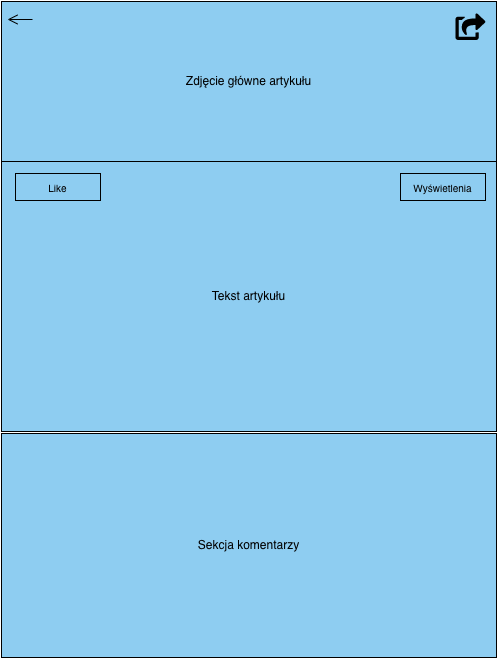 Zdjęcie główne artykułu
Like
Wyświetlenia
Tekst artykułu
Sekcja komentarzy